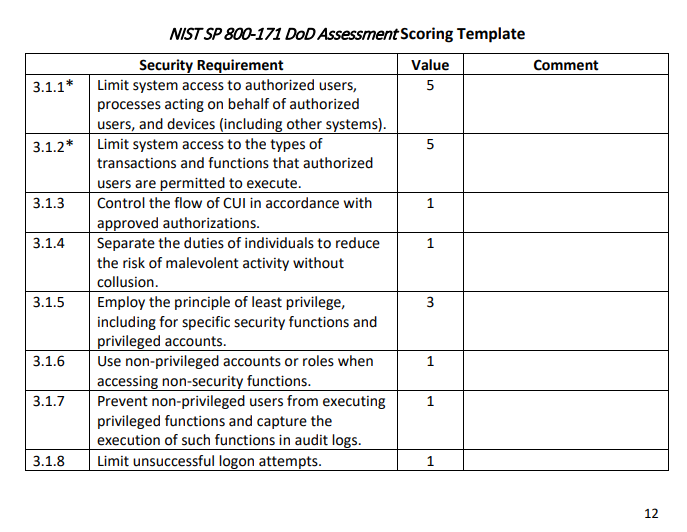 NIST SP 800-171 DoD Assessment Scoring Template
Security Requirement Value Comment
3.1.1* Limit system access to authorized users, 5
processes acting on behalf of authorized
users, and devices (including other systems).
3.1.2* Limit system access to the types of 5
transactions and functions that authorized
users are permitted to execute.
3.1.3 Control the flow of CUI in accordance with 1
approved authorizations.
3.1.4 Separate the duties of individuals to reduce 1
the risk of malevolent activity without
collusion.
3.1.5 Employ the principle of least privilege, 3
including for specific security functions and
privileged accounts.
3.1.6 Use non-privileged accounts or roles when 1
accessing non-security functions.
3.1.7 Prevent non-privileged users from executing 1
privileged functions and capture the
execution of such functions in audit logs.
3.1.8 Limit unsuccessful logon attempts. 1
12